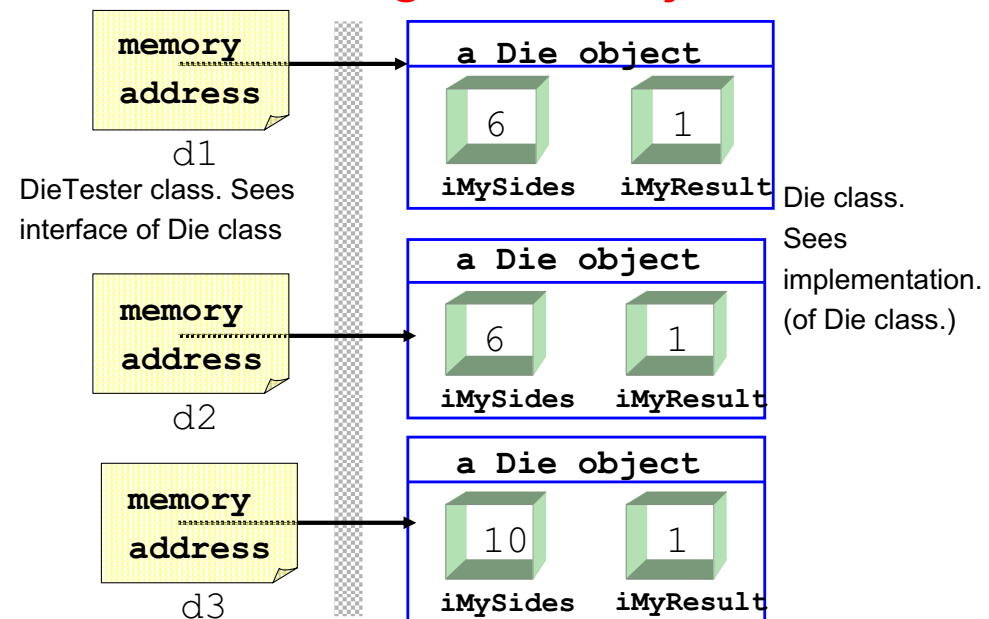 memory
address
d1
a Die object
6 1
iMySides iMyResult
DieTester class. Sees
interface of Die class
Die class.
Sees
implementation.
(of Die class.)
memory
address
d2
a Die object
6 1
iMySides iMyResult
memory
address
d3
a Die object
10 1
iMySides iMyResult